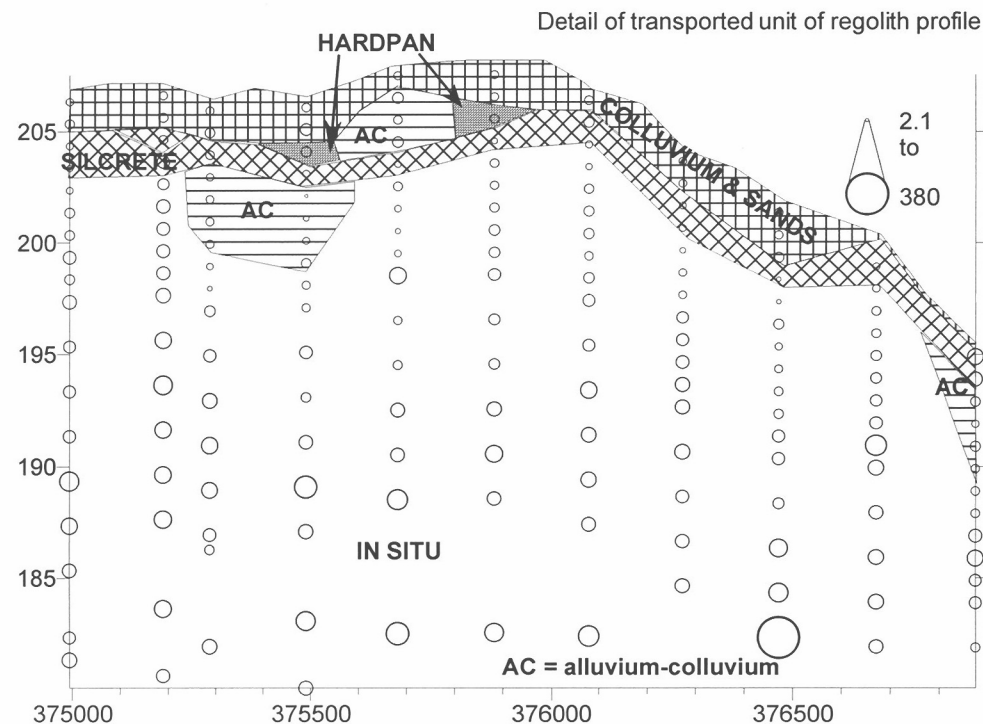 Detail of transported unit of regolith profile
HARDPAN
2.1
to
380
205
AC
COLLUVIUM & SANDS
SILCRETE
AC
200
195
AC
190
IN SITU
185
AC = alluvium-colluvium
375000
375500
376000
376500